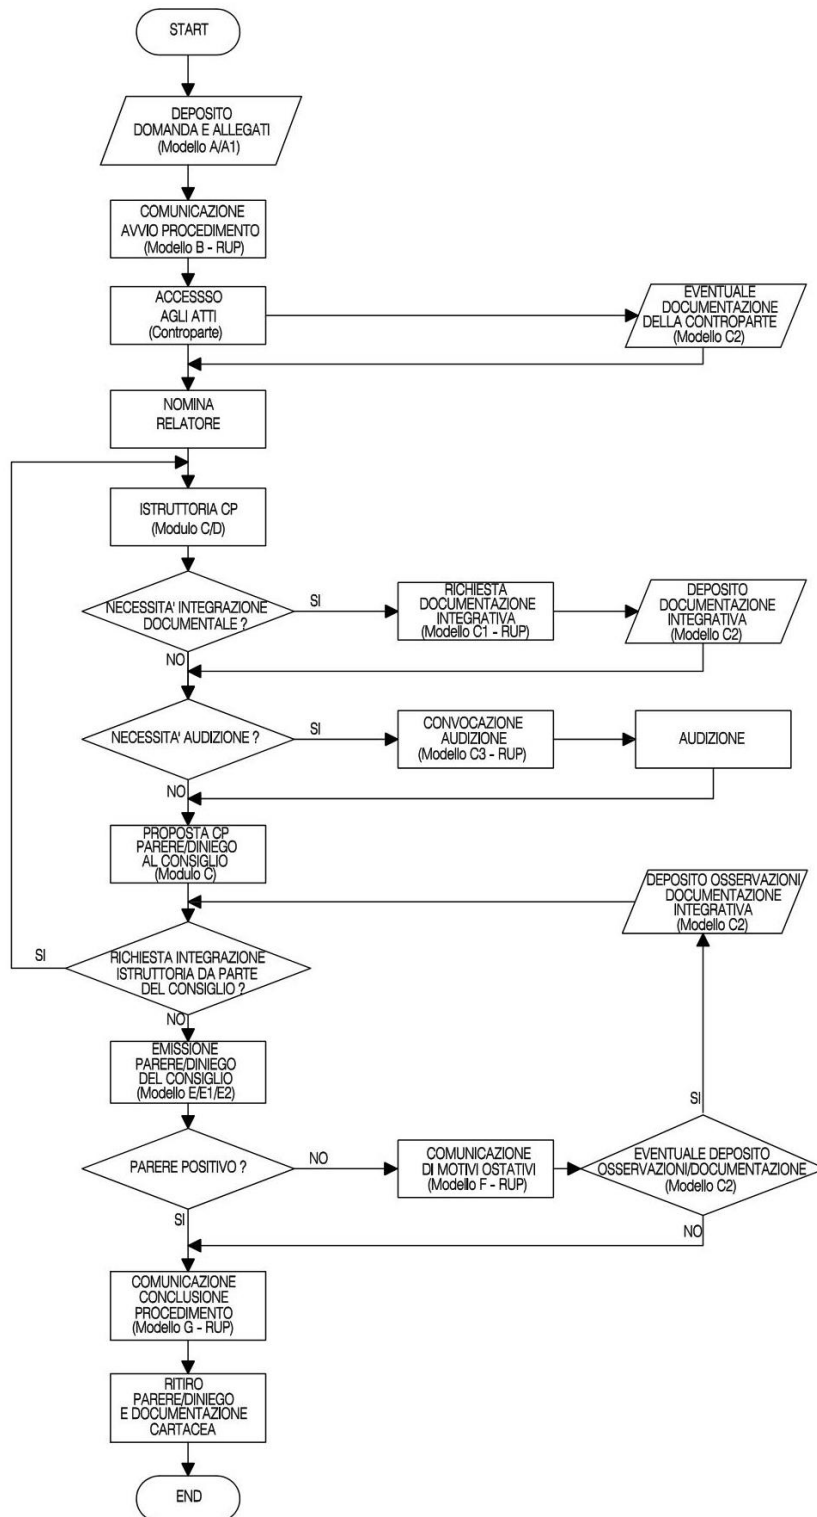 START
DEPOSITO
DOMANDA E ALLEGATI
(Modello A/A1)
COMUNICAZIONE
AVVIO PROCEDIMENTO
(Modello B - RUP)
ACCESSSO
AGLI ATTI
(Controparte)
EVENTUALE
DOCUMENTAZIONE
DELLA CONTROPARTE
(Modello C2)
NOMINA
RELATORE
ISTRUTTORIA CP
(Modulo C/D)
NECESSITA' INTEGRAZIONE
DOCUMENTALE ?
SI
RICHIESTA
DOCUMENTAZIONE
INTEGRATIVA
(Modello C1 - RUP)
DEPOSITO
DOCUMENTAZIONE
INTEGRATIVA
(Modello C2)
NO
NECESSITA' AUDIZIONE ?
SI
CONVOCAZIONE
AUDIZIONE
(Modello C3 - RUP)
AUDIZIONE
NO
PROPOSTA CP
PARERE/DINIEGO
AL CONSIGLIO
(Modulo C)
DEPOSITO OSSERVAZIONI
DOCUMENTAZIONE
INTEGRATIVA
(Modello C2)
SI
RICHIESTA INTEGRAZIONE
ISTRUTTORIA DA PARTE
DEL CONSIGLIO ?
NO
EMISSIONE
PARERE/DINIEGO
DEL CONSIGLIO
(Modello E/E1/E2)
SI
PARERE POSITIVO ?
NO
COMUNICAZIONE
DI MOTIVI OSTATIVI
(Modello F - RUP)
EVENTUALE DEPOSITO
OSSERVAZIONI/DOCUMENTAZIONE
(Modello C2)
SI
NO
COMUNICAZIONE
CONCLUSIONE
PROCEDIMENTO
(Modello G - RUP)
RITIRO
PARERE/DINIEGO
E DOCUMENTAZIONE
CARTACEA
END